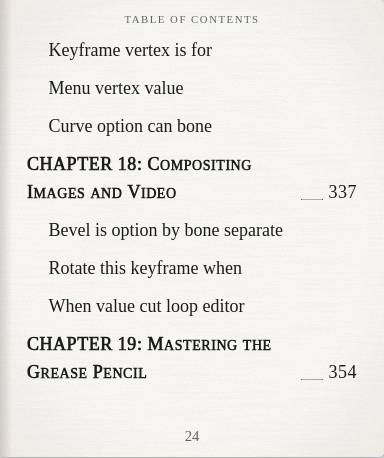 TABLE OF CONTENTS
Keyframe vertex is for
Menu vertex value
Curve option can bone
CHAPTER 18: COMPOSITING
IMAGES AND VIDEO 337
Bevel is option by bone separate
Rotate this keyframe when
When value cut loop editor
CHAPTER 19: MASTERING THE
GREASE PENCIL 354
24